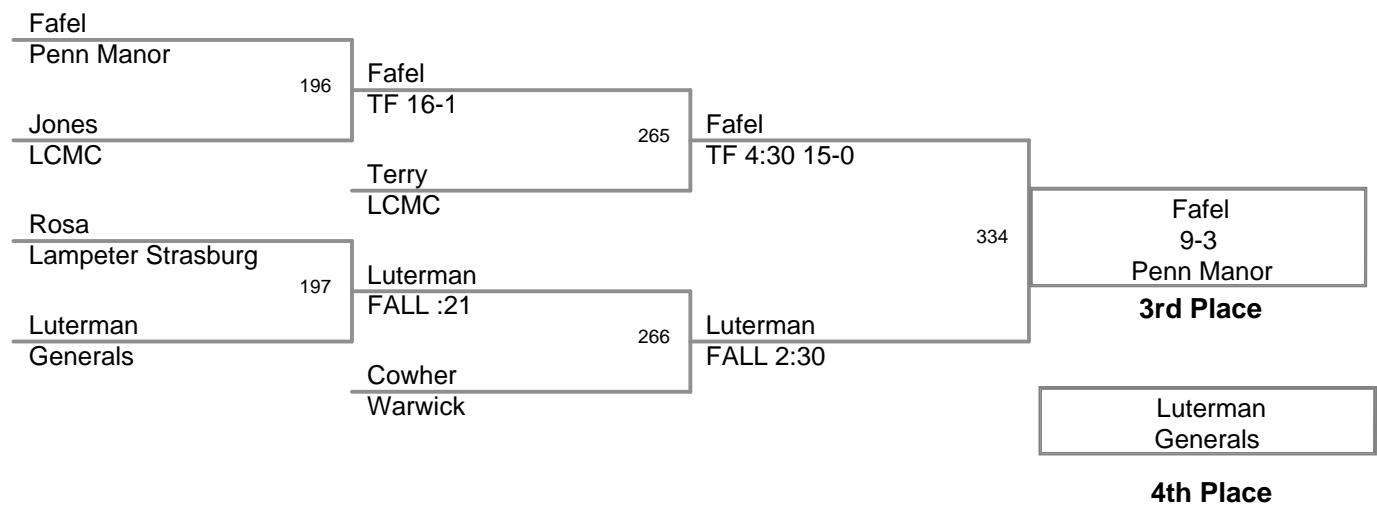 Fafel
Penn Manor
196
Jones
LCMC
Rosa
Lampeter Strasburg
197
Luterman
Generals
Fafel
TF 16-1
265
Terry
LCMC
Luterman
FALL :21
266
Cowher
Warwick
Fafel
TF 4:30 15-0
334
Luterman
FALL 2:30
Fafel
9-3
Penn Manor
3rd Place
Luterman
Generals
4th Place